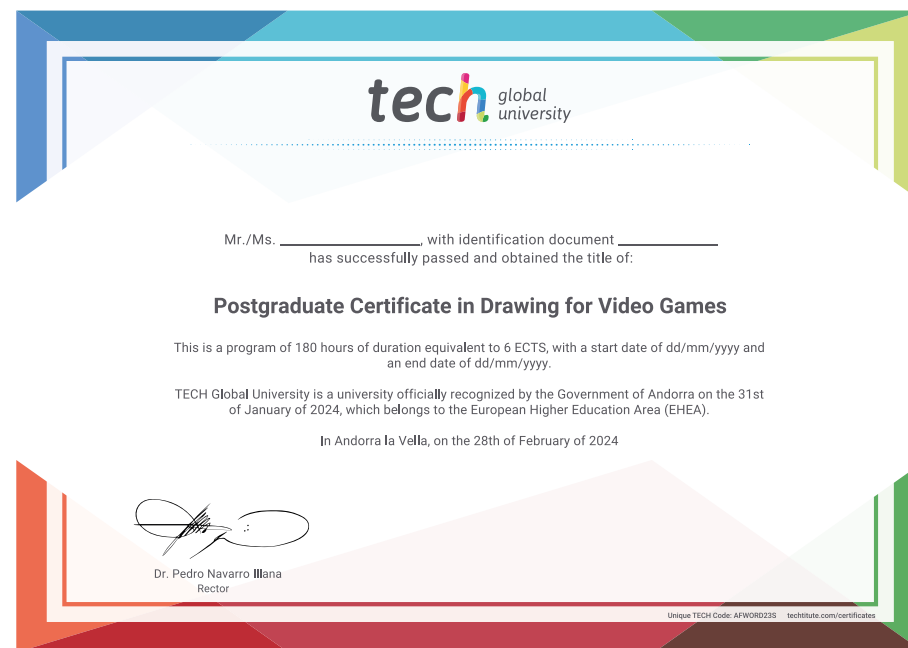 tech global university
Mr./Ms. ____________________, with identification document ______________
has successfully passed and obtained the title of:
Postgraduate Certificate in Drawing for Video Games
This is a program of 180 hours of duration equivalent to 6 ECTS, with a start date of dd/mm/yyyy and
an end date of dd/mm/yyyy.
TECH Global University is a university officially recognized by the Government of Andorra on the 31st
of January of 2024, which belongs to the European Higher Education Area (EHEA).
In Andorra la Vella, on the 28th of February of 2024
Dr. Pedro Navarro Illana
Rector
Unique TECH Code: AFWORD23S techtitute.com/certificates